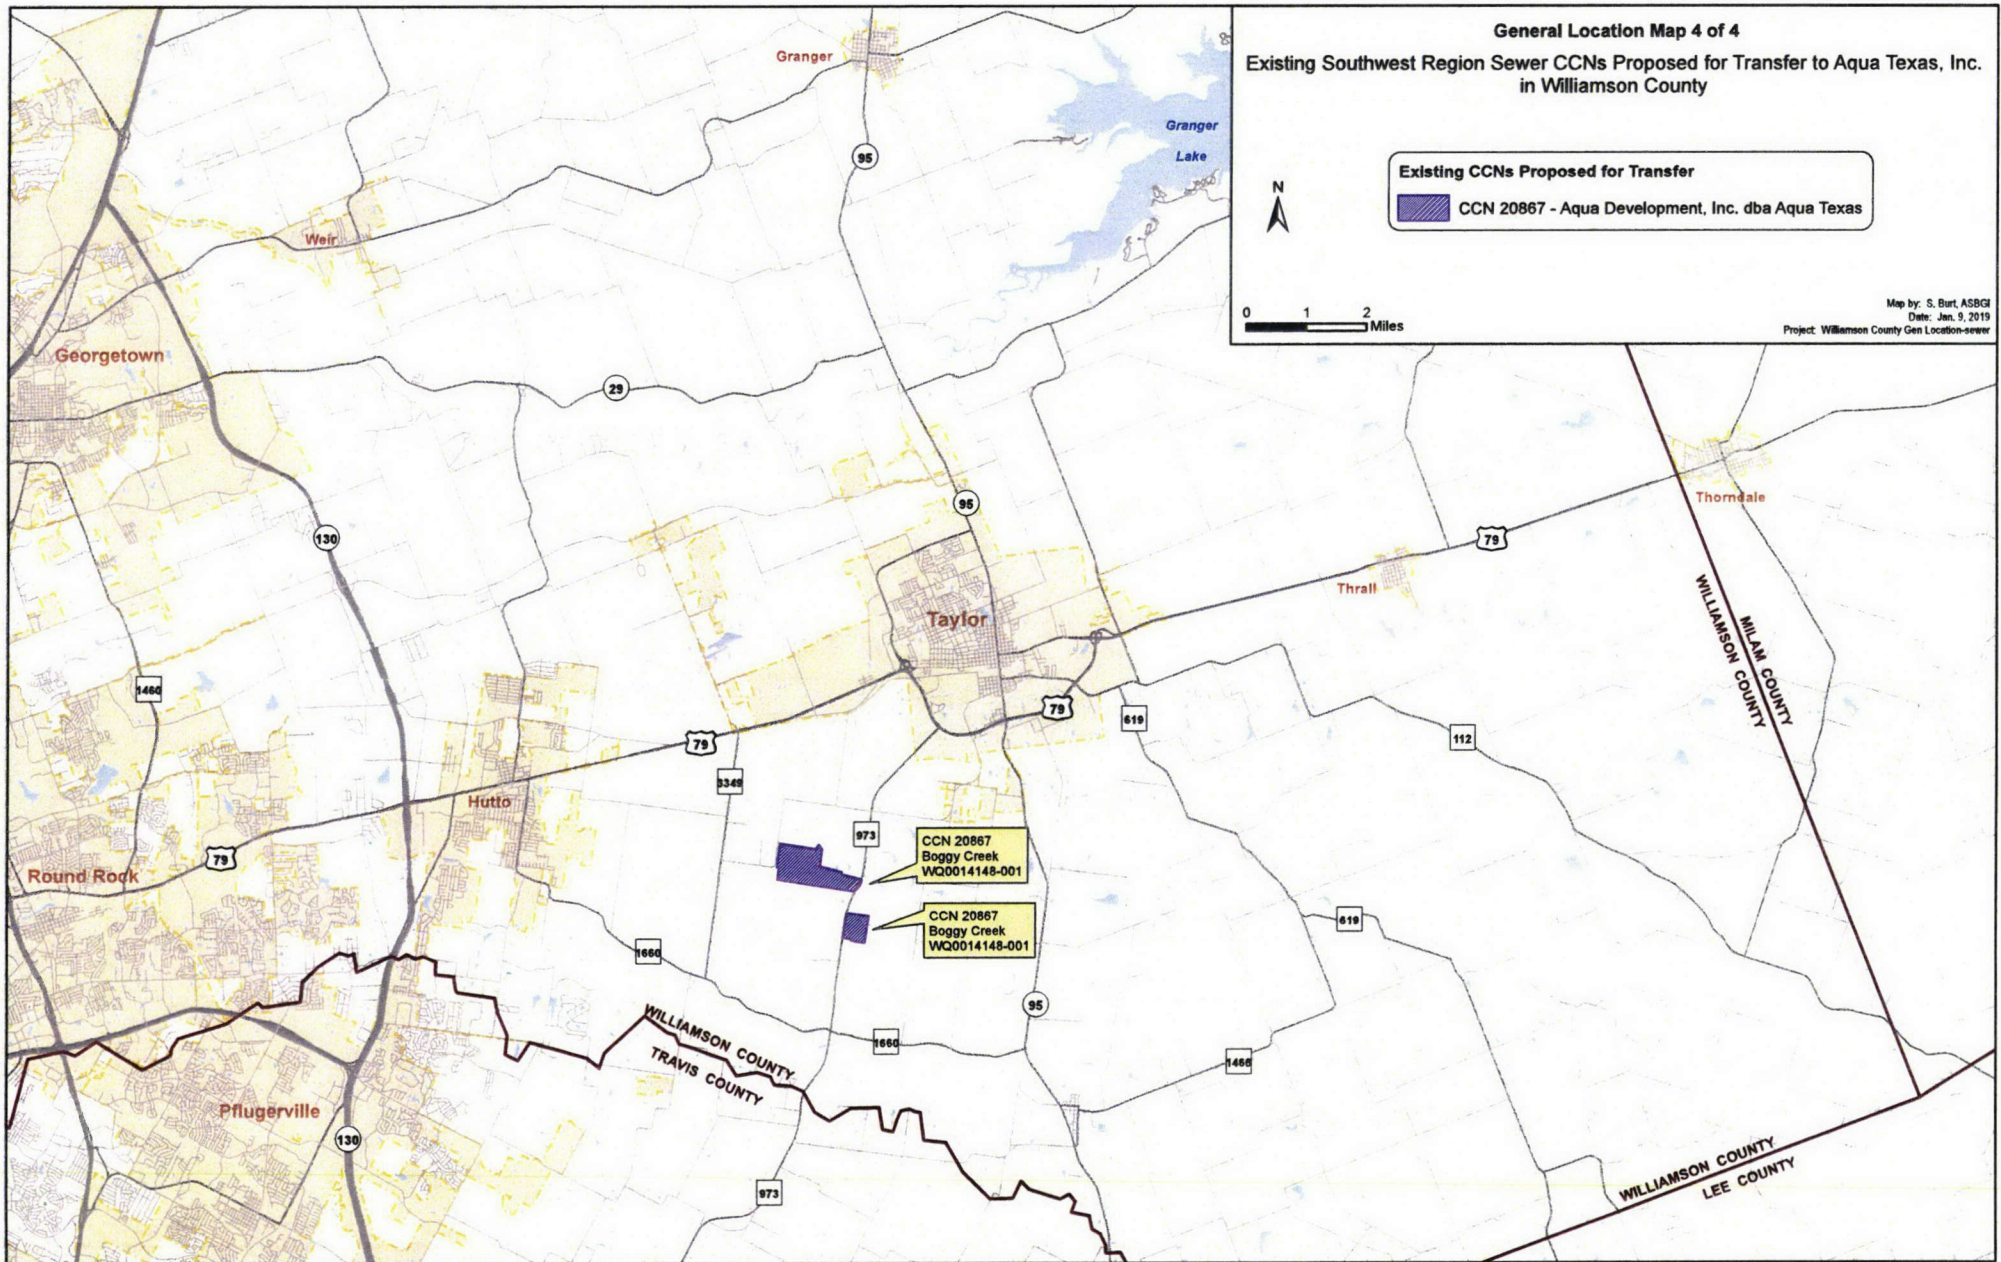 General Location Map 4 of 4
Existing Southwest Region Sewer CCNs Proposed for Transfer to Aqua Texas, Inc.
in Williamson County
Existing CCNs Proposed for Transfer
CCN 20867 - Aqua Development, Inc. dba Aqua Texas
N
0 1 2
Miles
Map by: S. Burt, ASBGI
Date: Jan. 9, 2019
Project: Williamson County Gen Location-sewer
Granger
Granger
Lake
95
Weir
Georgetown
29
95
130
Thorndale
79
Thrall
Taylor
1460
79
619
112
MILAM COUNTY
WILLIAMSON COUNTY
79
3349
Hutto
973
CCN 20867
Boggy Creek
WQ0014148-001
79
Round Rock
CCN 20867
Boggy Creek
WQ0014148-001
619
1660
95
WILLIAMSON COUNTY
TRAVIS COUNTY
1660
1466
Pflugerville
130
973
WILLIAMSON COUNTY
LEE COUNTY